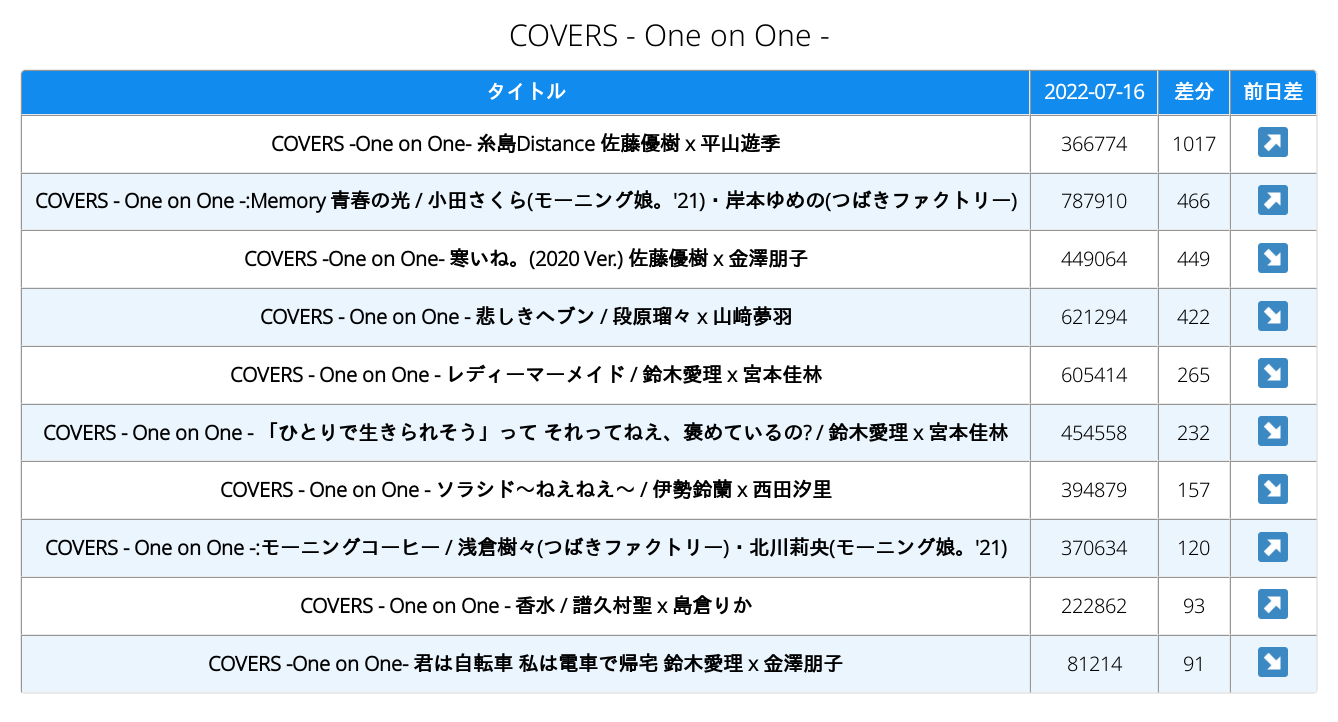 COVERS - One on One -
タイトル 2022-07-16 差分 前日差
COVERS -One on One- 糸島Distance 佐藤優樹 x 平山遊季 366774 1017 ↗
COVERS - One on One -:Memory 青春の光 / 小田さくら(モーニング娘。'21)・岸本ゆめの(つばきファクトリー) 787910 466 ↗
COVERS -One on One- 寒いね。(2020 Ver.) 佐藤優樹 x 金澤朋子 449064 449 ↘
COVERS - One on One - 悲しきヘブン / 段原瑠々 x 山﨑夢羽 621294 422 ↘
COVERS - One on One - レディーマーメイド / 鈴木愛理 x 宮本佳林 605414 265 ↘
COVERS - One on One - 「ひとりで生きられそう」って それってねえ、褒めているの? / 鈴木愛理 x 宮本佳林 454558 232 ↘
COVERS - One on One - ソラシド～ねえねえ～ / 伊勢鈴蘭 x 西田汐里 394879 157 ↘
COVERS - One on One -:モーニングコーヒー / 浅倉樹々(つばきファクトリー)・北川莉央(モーニング娘。'21) 370634 120 ↗
COVERS - One on One - 香水 / 譜久村聖 x 島倉りか 222862 93 ↗
COVERS -One on One- 君は自転車 私は電車で帰宅 鈴木愛理 x 金澤朋子 81214 91 ↘